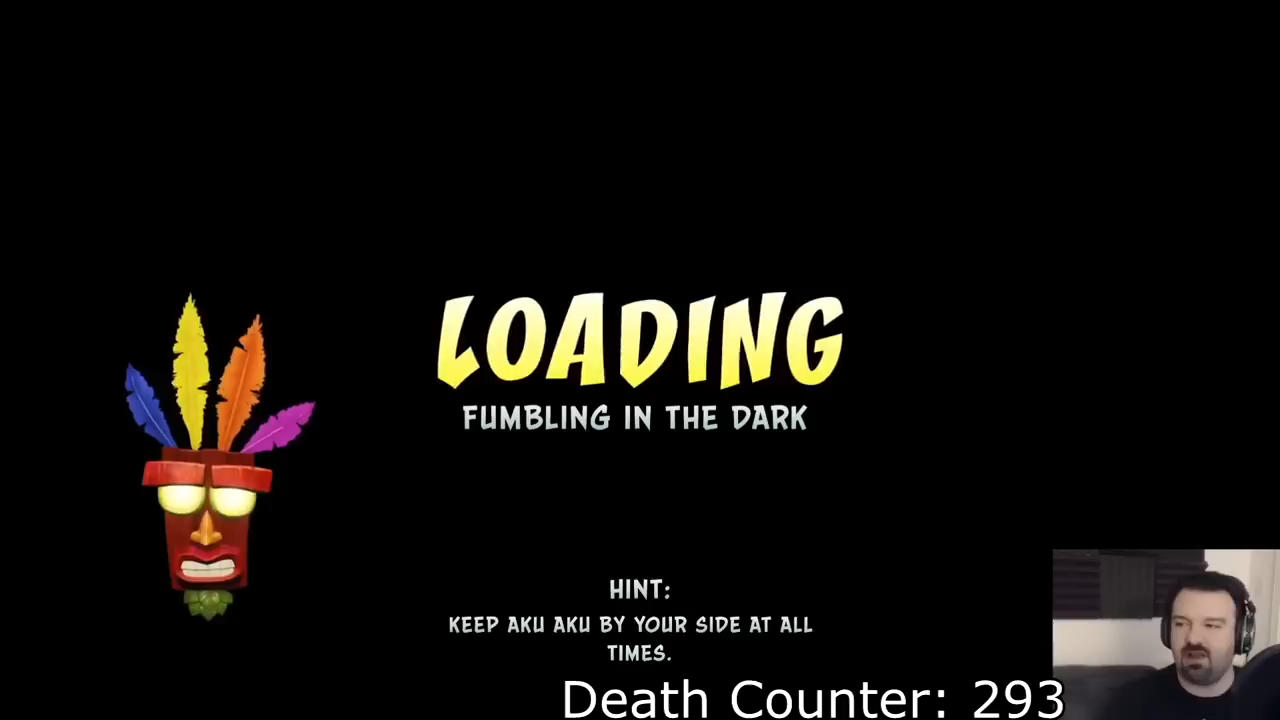 LOADING
FUMBLING IN THE DARK
HINT:
KEEP AKU AKU BY YOUR SIDE AT ALL
TIMES.
Death Counter: 293